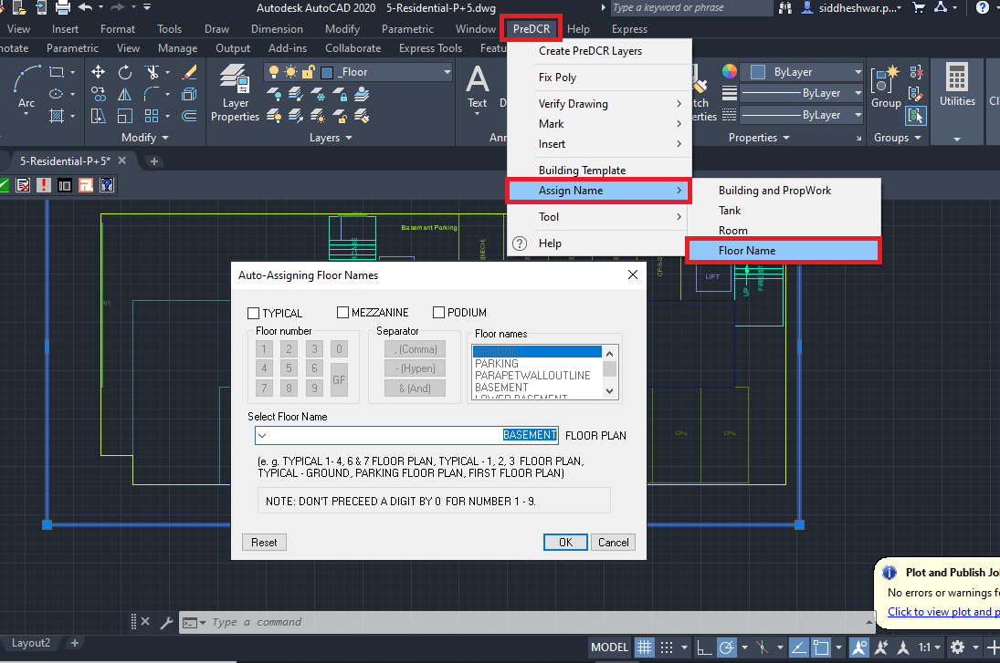 Autodesk AutoCAD 2020 5-Residential-P+5.dwg
Type a keyword or phrase
siddheshwar.pa...
View Insert Format Tools Draw Dimension Modify Parametric Window PreDCR Help Express
notate Parametric View Manage Output Add-ins Collaborate Express Tools Featu
Create PreDCR Layers
Fix Poly
Verify Drawing
Mark
Insert
Building Template
Assign Name
Tool
Help
Building and PropWork
Tank
Room
Floor Name
Arc
Modify
Layer
Properties
_Floor
Layers
Text
D
Ann
tch
erties
ByLayer
ByLayer
ByLayer
Properties
Group
Groups
Utilities
Cl
5-Residential-P+5*
Basement Parking
LIFT
UP
CP-L
CP-L
Auto-Assigning Floor Names
TYPICAL
MEZZANINE
PODIUM
Floor number
1 2 3 0
4 5 6 GF
7 8 9
Separator
, (Comma)
- (Hypen)
& (And)
Floor names
GROUND
PARKING
PARAPETWALLOUTLINE
BASEMENT
LOWER BASEMENT
Select Floor Name
BASEMENT FLOOR PLAN
(e. g. TYPICAL 1- 4, 6 & 7 FLOOR PLAN, TYPICAL - 1, 2, 3 FLOOR PLAN,
TYPICAL - GROUND, PARKING FLOOR PLAN, FIRST FLOOR PLAN)
NOTE: DON'T PRECEED A DIGIT BY 0 FOR NUMBER 1 - 9.
Reset
OK
Cancel
Plot and Publish Jo
No errors or warnings f
Click to view plot and p
Type a command
Layout2
MODEL
1:1